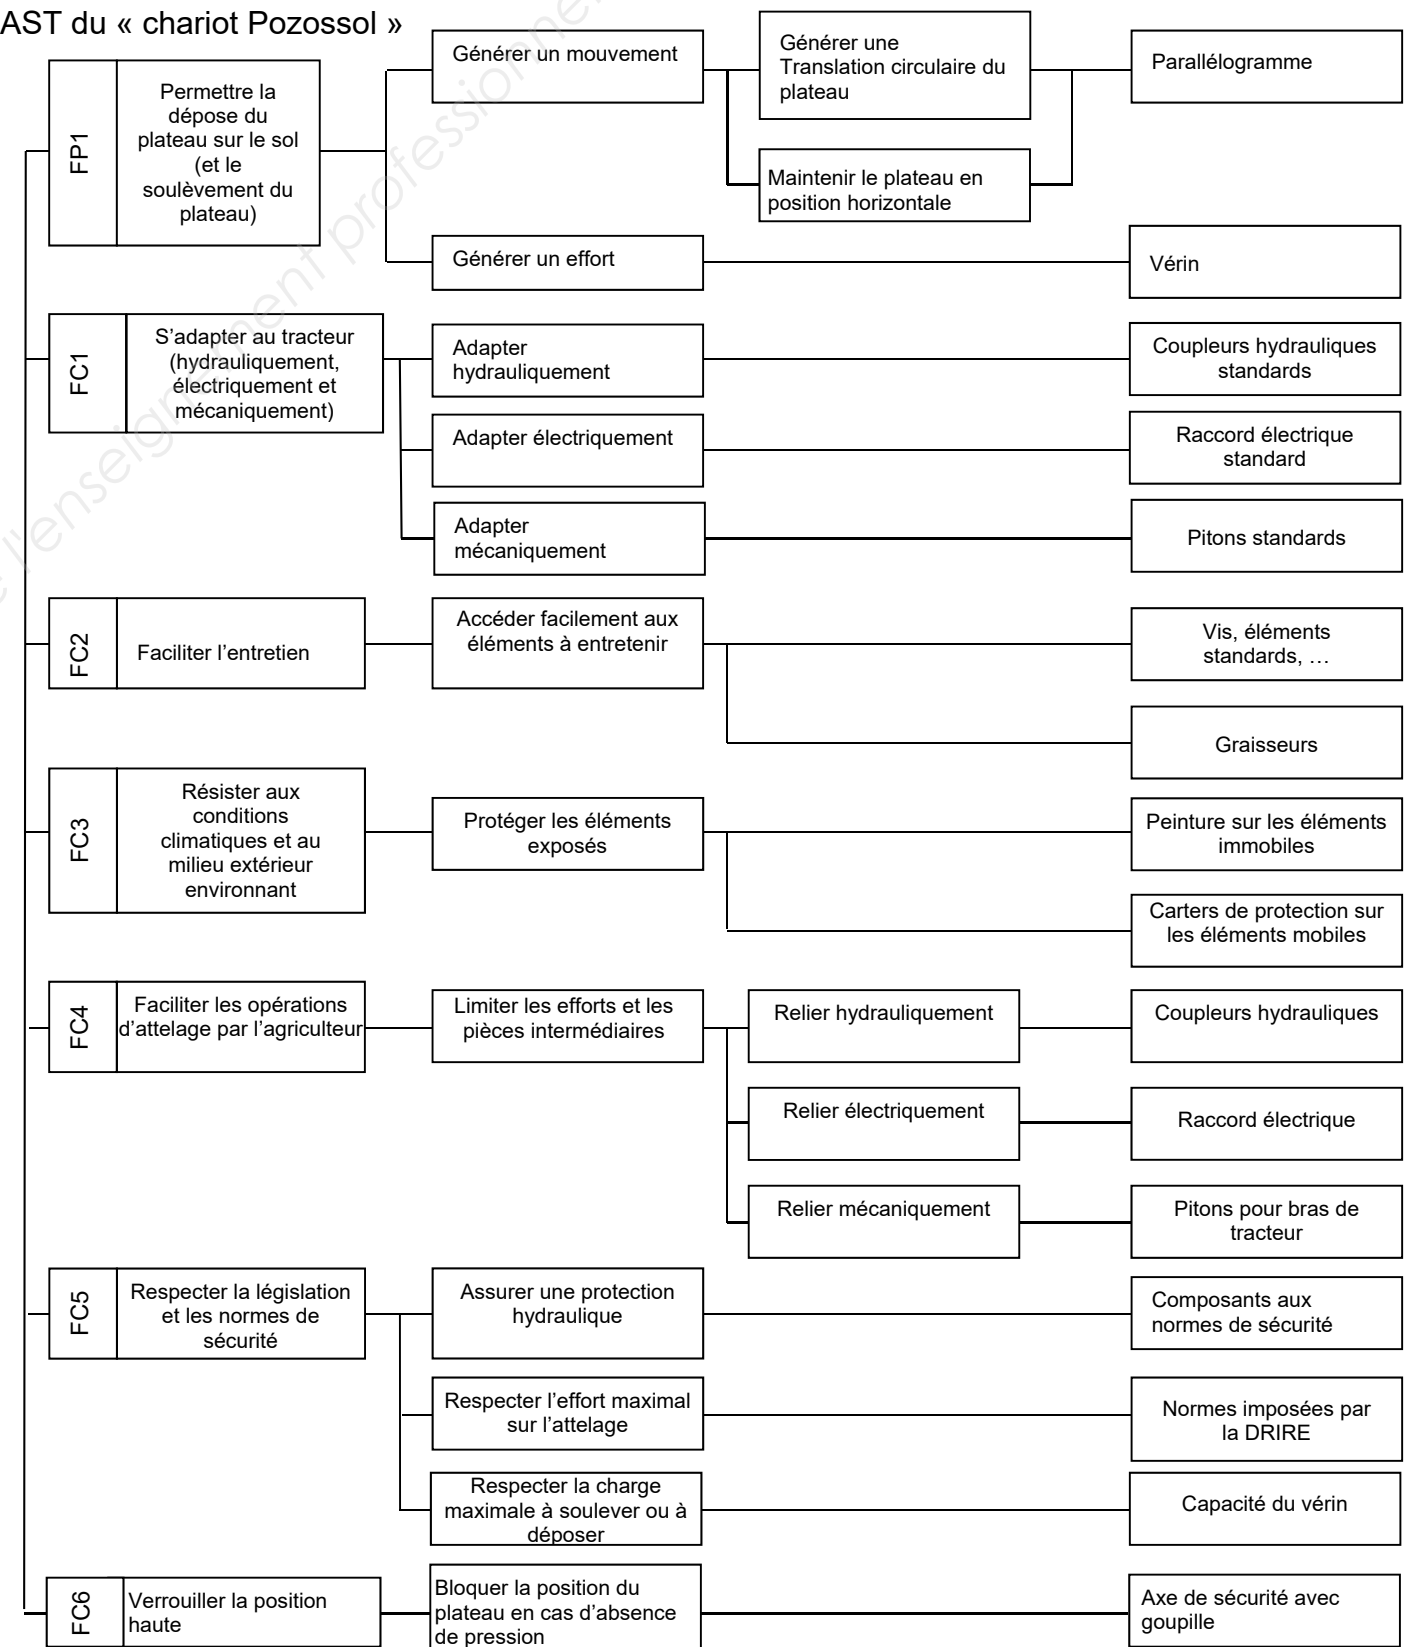 AST du « chariot Pozossol »
FP1
Permettre la
dépose du
plateau sur le sol
(et le
soulèvement du
plateau)
Générer un mouvement
Générer une
Translation circulaire du
plateau
Parallélogramme
Maintenir le plateau en
position horizontale
Générer un effort
Vérin
FC1
S’adapter au tracteur
(hydrauliquement,
électriquement et
mécaniquement)
Adapter
hydrauliquement
Coupleurs hydrauliques
standards
Adapter électriquement
Raccord électrique
standard
Adapter
mécaniquement
Pitons standards
FC2
Faciliter l’entretien
Accéder facilement aux
éléments à entretenir
Vis, éléments
standards, …
Graisseurs
FC3
Résister aux
conditions
climatiques et au
milieu extérieur
environnant
Protéger les éléments
exposés
Peinture sur les éléments
immobiles
Carters de protection sur
les éléments mobiles
FC4
Faciliter les opérations
d’attelage par l’agriculteur
Limiter les efforts et les
pièces intermédiaires
Relier hydrauliquement
Coupleurs hydrauliques
Relier électriquement
Raccord électrique
Relier mécaniquement
Pitons pour bras de
tracteur
FC5
Respecter la législation
et les normes de
sécurité
Assurer une protection
hydraulique
Composants aux
normes de sécurité
Respecter l’effort maximal
sur l’attelage
Normes imposées par
la DRIRE
Respecter la charge
maximale à soulever ou à
déposer
Capacité du vérin
FC6
Verrouiller la position
haute
Bloquer la position du
plateau en cas d’absence
de pression
Axe de sécurité avec
goupille
l'enseignement professionnel